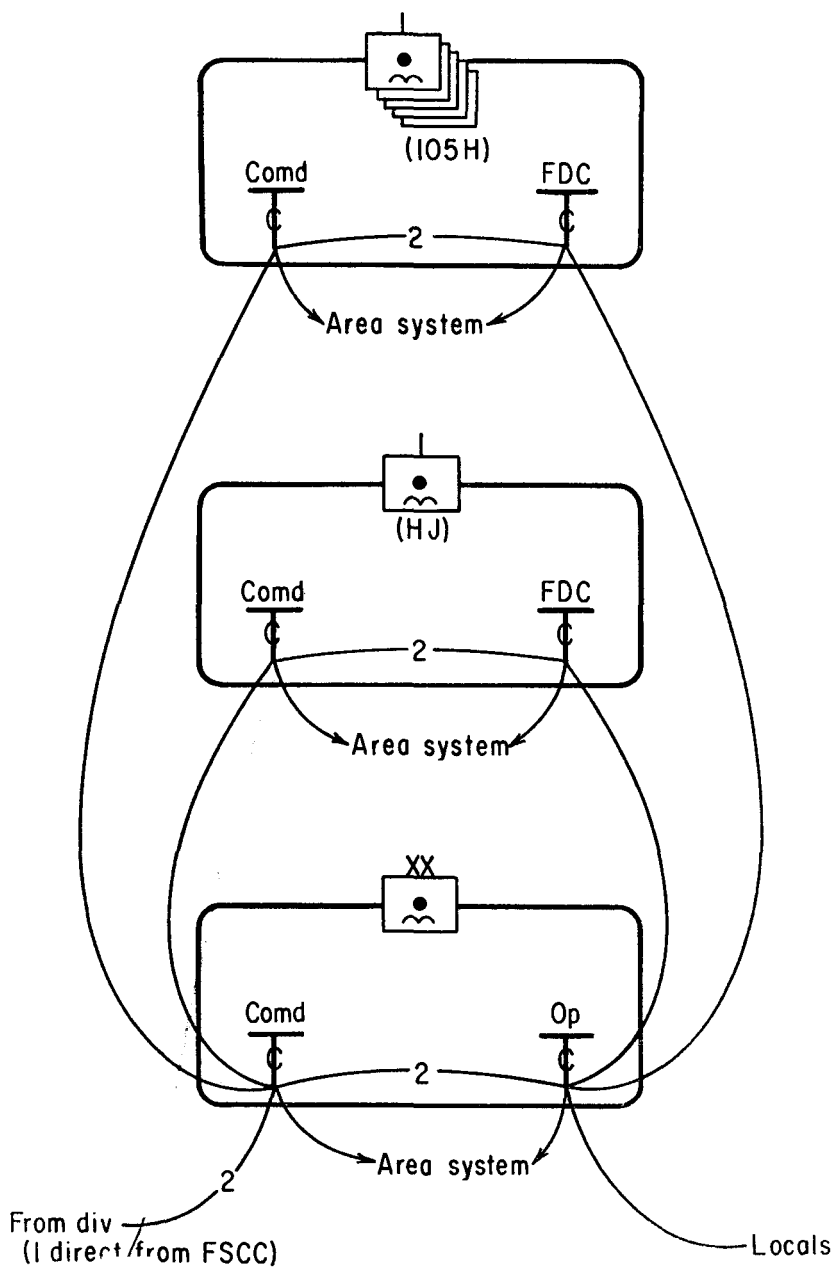 (105H)
Comd FDC
C C
2
Area system
(HJ)
Comd FDC
C C
2
Area system
XX
Comd Op
C C
2
Area system
2
From div
(1 direct from FSCC)
Locals